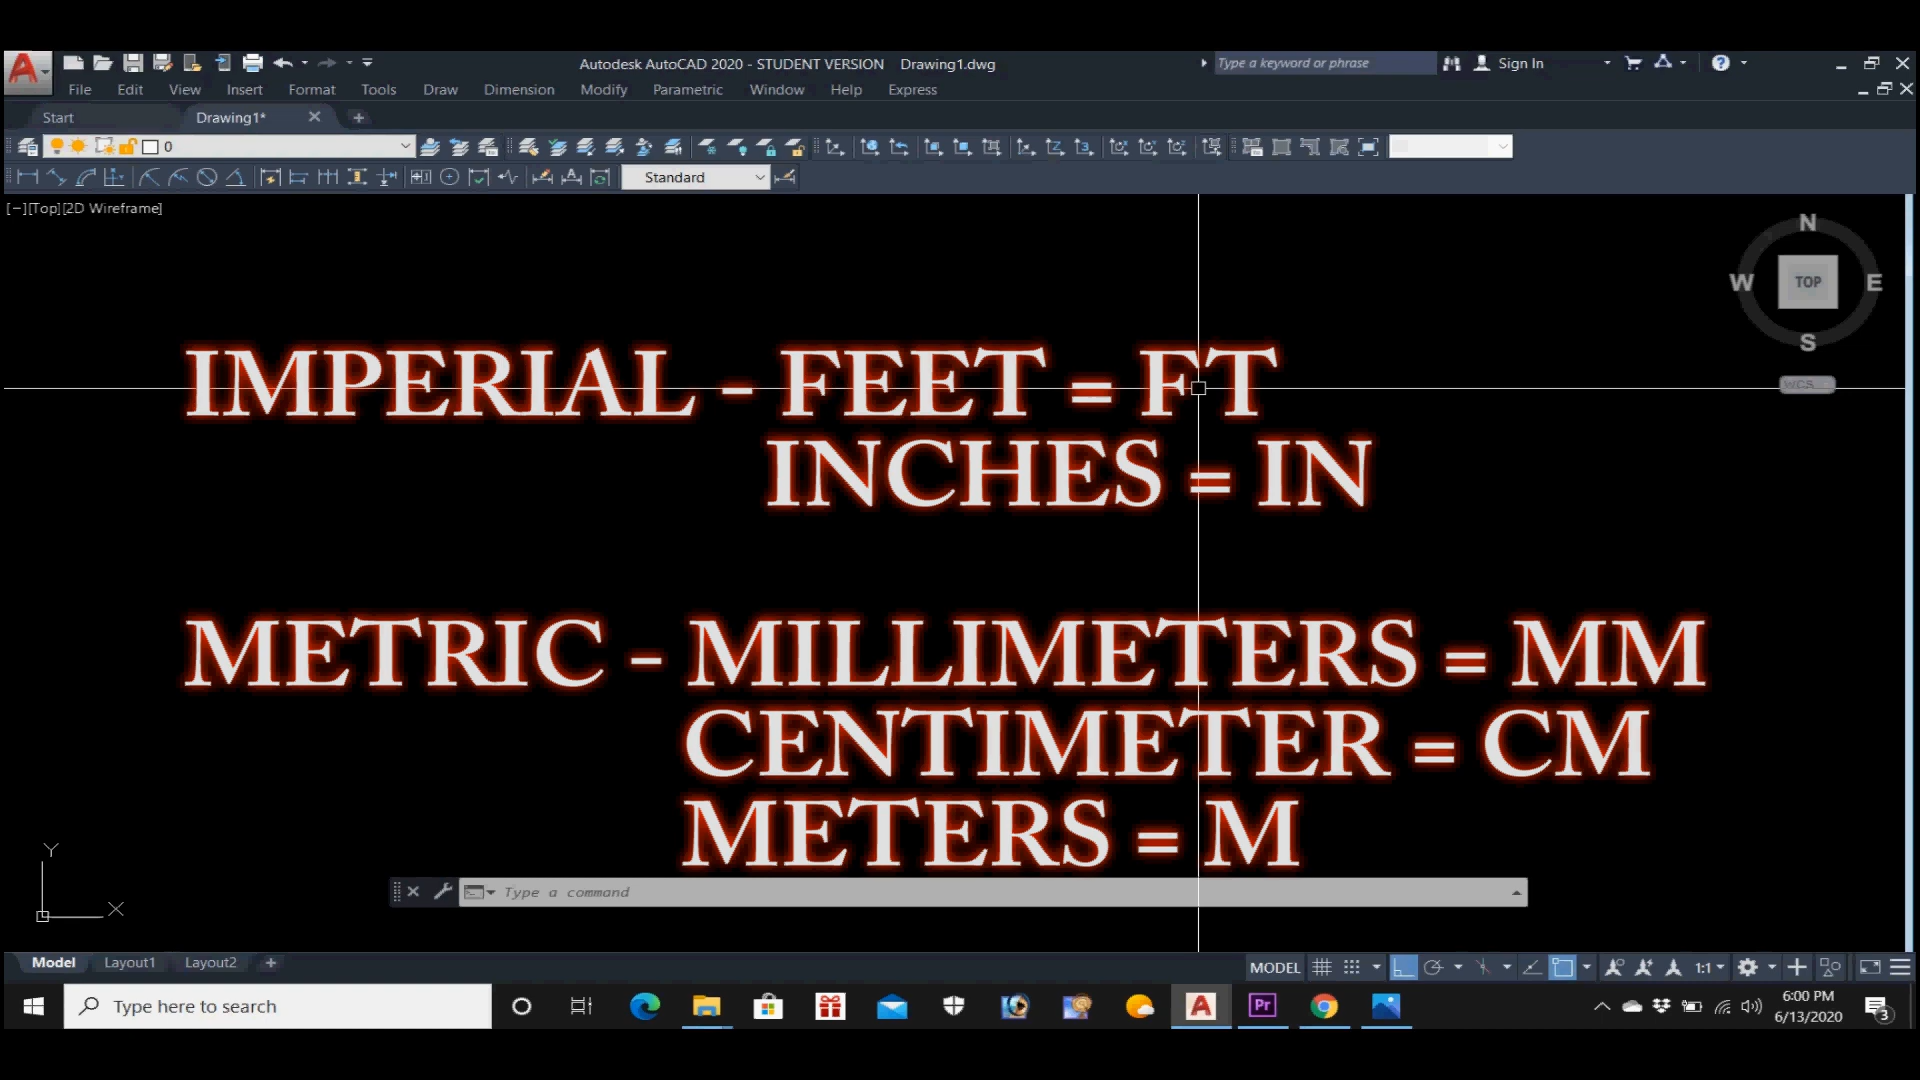 Autodesk AutoCAD 2020 - STUDENT VERSION Drawing1.dwg
Type a keyword or phrase
Sign In
File Edit View Insert Format Tools Draw Dimension Modify Parametric Window Help Express
Start Drawing1*
0
Standard
[−][Top][2D Wireframe]
N
W TOP E
S
WCS
IMPERIAL - FEET = FT
INCHES = IN
METRIC - MILLIMETERS = MM
CENTIMETER = CM
METERS = M
Y
X
Type a command
Model Layout1 Layout2 +
MODEL 1:1
Type here to search
Pr
6:00 PM
6/13/2020
3